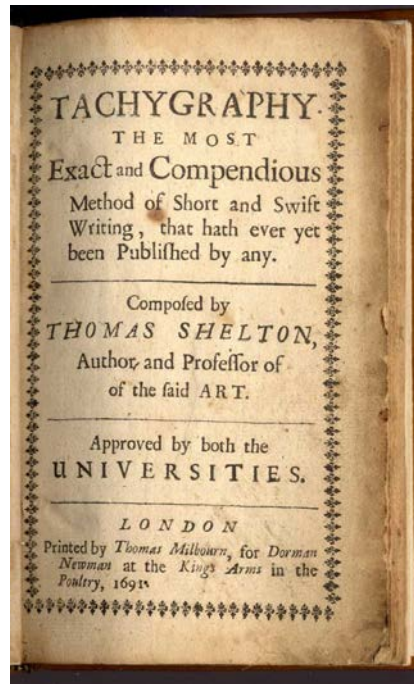 TACHYGRAPHY.
THE MOST
Exact and Compendious
Method of Short and Swift
Writing, that hath ever yet
been Publiſhed by any.
Compoſed by
THOMAS SHELTON,
Author, and Profeſſor of
of the ſaid ART.
Approved by both the
UNIVERSITIES.
LONDON
Printed by Thomas Milbourn, for Dorman
Newman at the Kings Arms in the
Poultry, 1691.